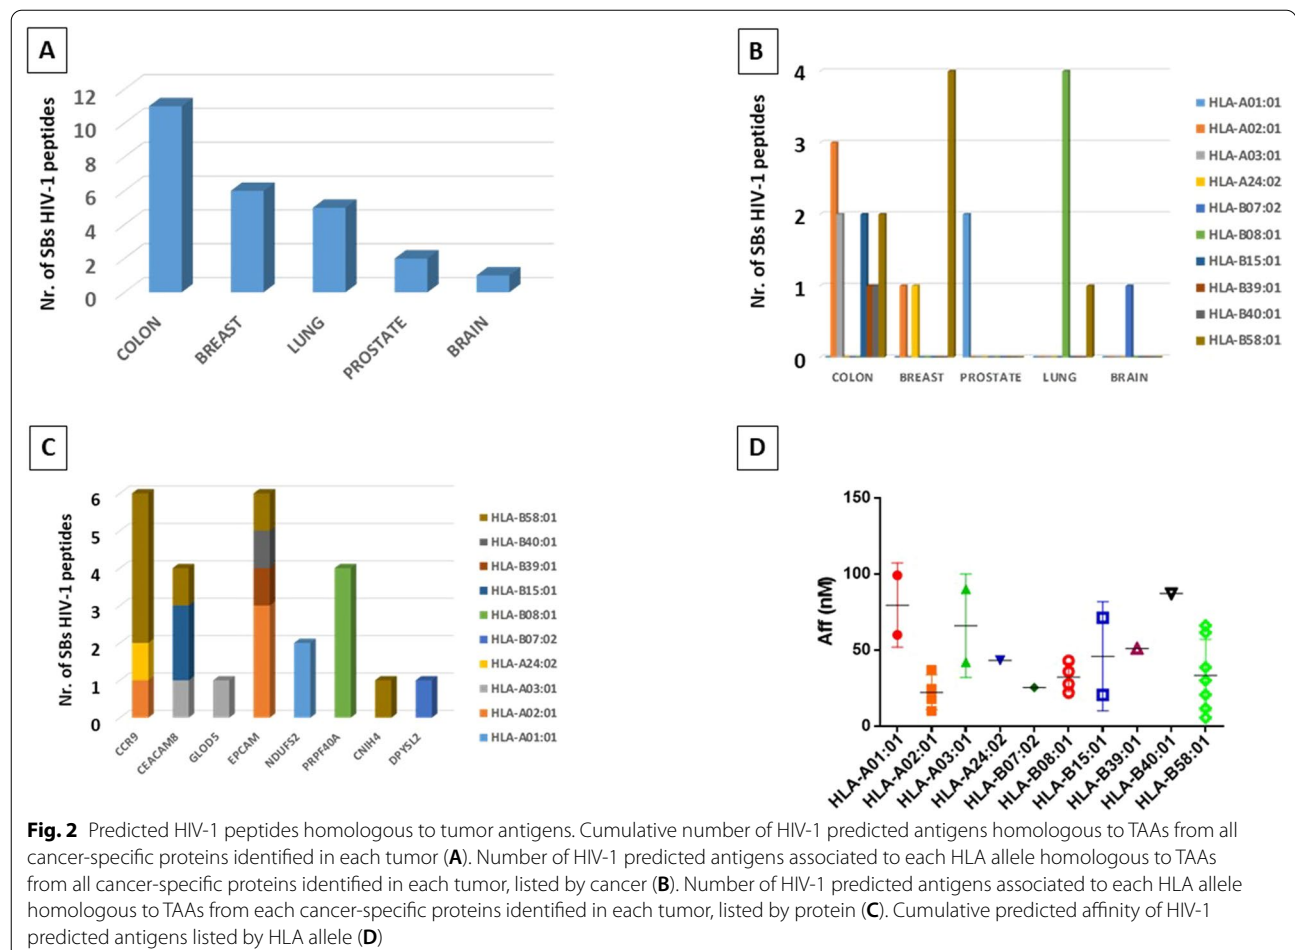 A
Nr. of SBs HIV-1 peptides
12
10
8
6
4
2
0
COLON
BREAST
LUNG
PROSTATE
BRAIN
B
Nr. of SBs HIV-1 peptides
4
3
2
1
0
COLON BREAST PROSTATE LUNG BRAIN
HLA-A01:01
HLA-A02:01
HLA-A03:01
HLA-A24:02
HLA-B07:02
HLA-B08:01
HLA-B15:01
HLA-B39:01
HLA-B40:01
HLA-B58:01
C
Nr. of SBs HIV-1 peptides
6
5
4
3
2
1
0
CCR9
CEACAM8
GLOD5
EPCAM
NDUFS2
PRPF40A
CNIH4
DPYSL2
HLA-B58:01
HLA-B40:01
HLA-B39:01
HLA-B15:01
HLA-B08:01
HLA-B07:02
HLA-A24:02
HLA-A03:01
HLA-A02:01
HLA-A01:01
D
Aff (nM)
150
100
50
0
HLA-A01:01
HLA-A02:01
HLA-A03:01
HLA-A24:02
HLA-B07:02
HLA-B08:01
HLA-B15:01
HLA-B39:01
HLA-B40:01
HLA-B58:01
Fig. 2 Predicted HIV-1 peptides homologous to tumor antigens. Cumulative number of HIV-1 predicted antigens homologous to TAAs from all
cancer-specific proteins identified in each tumor (A). Number of HIV-1 predicted antigens associated to each HLA allele homologous to TAAs
from all cancer-specific proteins identified in each tumor, listed by cancer (B). Number of HIV-1 predicted antigens associated to each HLA allele
homologous to TAAs from each cancer-specific proteins identified in each tumor, listed by protein (C). Cumulative predicted affinity of HIV-1
predicted antigens listed by HLA allele (D)